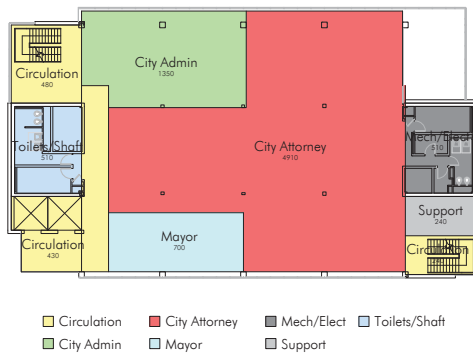 City Admin
1350
Circulation
480
Toilets/Shaft
510
City Attorney
4910
Mech/Elect
510
Support
240
Mayor
700
Circulation
430
Circulation
Circulation
City Attorney
Mech/Elect
Toilets/Shaft
City Admin
Mayor
Support